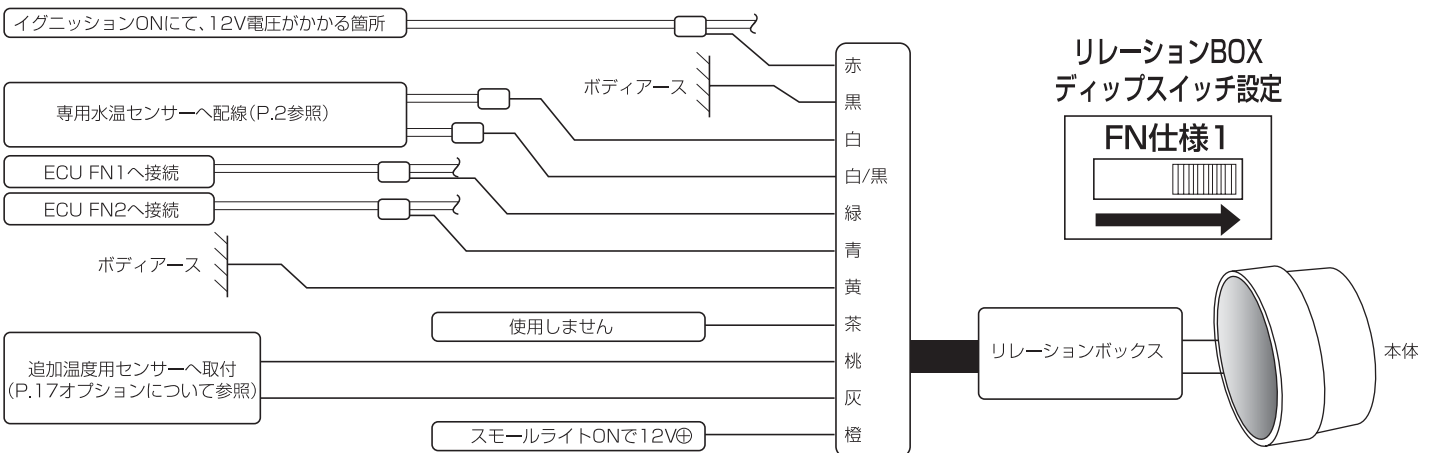 イグニッションONにて、12V電圧がかかる箇所
専用水温センサーへ配線(P.2参照)
ECU FN1へ接続
ECU FN2へ接続
ボディアース
ボディアース
使用しません
追加温度用センサーへ取付
(P.17オプションについて参照)
スモールライトONで12V⊕
赤
黒
白
白/黒
緑
青
黄
茶
桃
灰
橙
リレーションBOX
ディップスイッチ設定
FN仕様1
リレーションボックス
本体